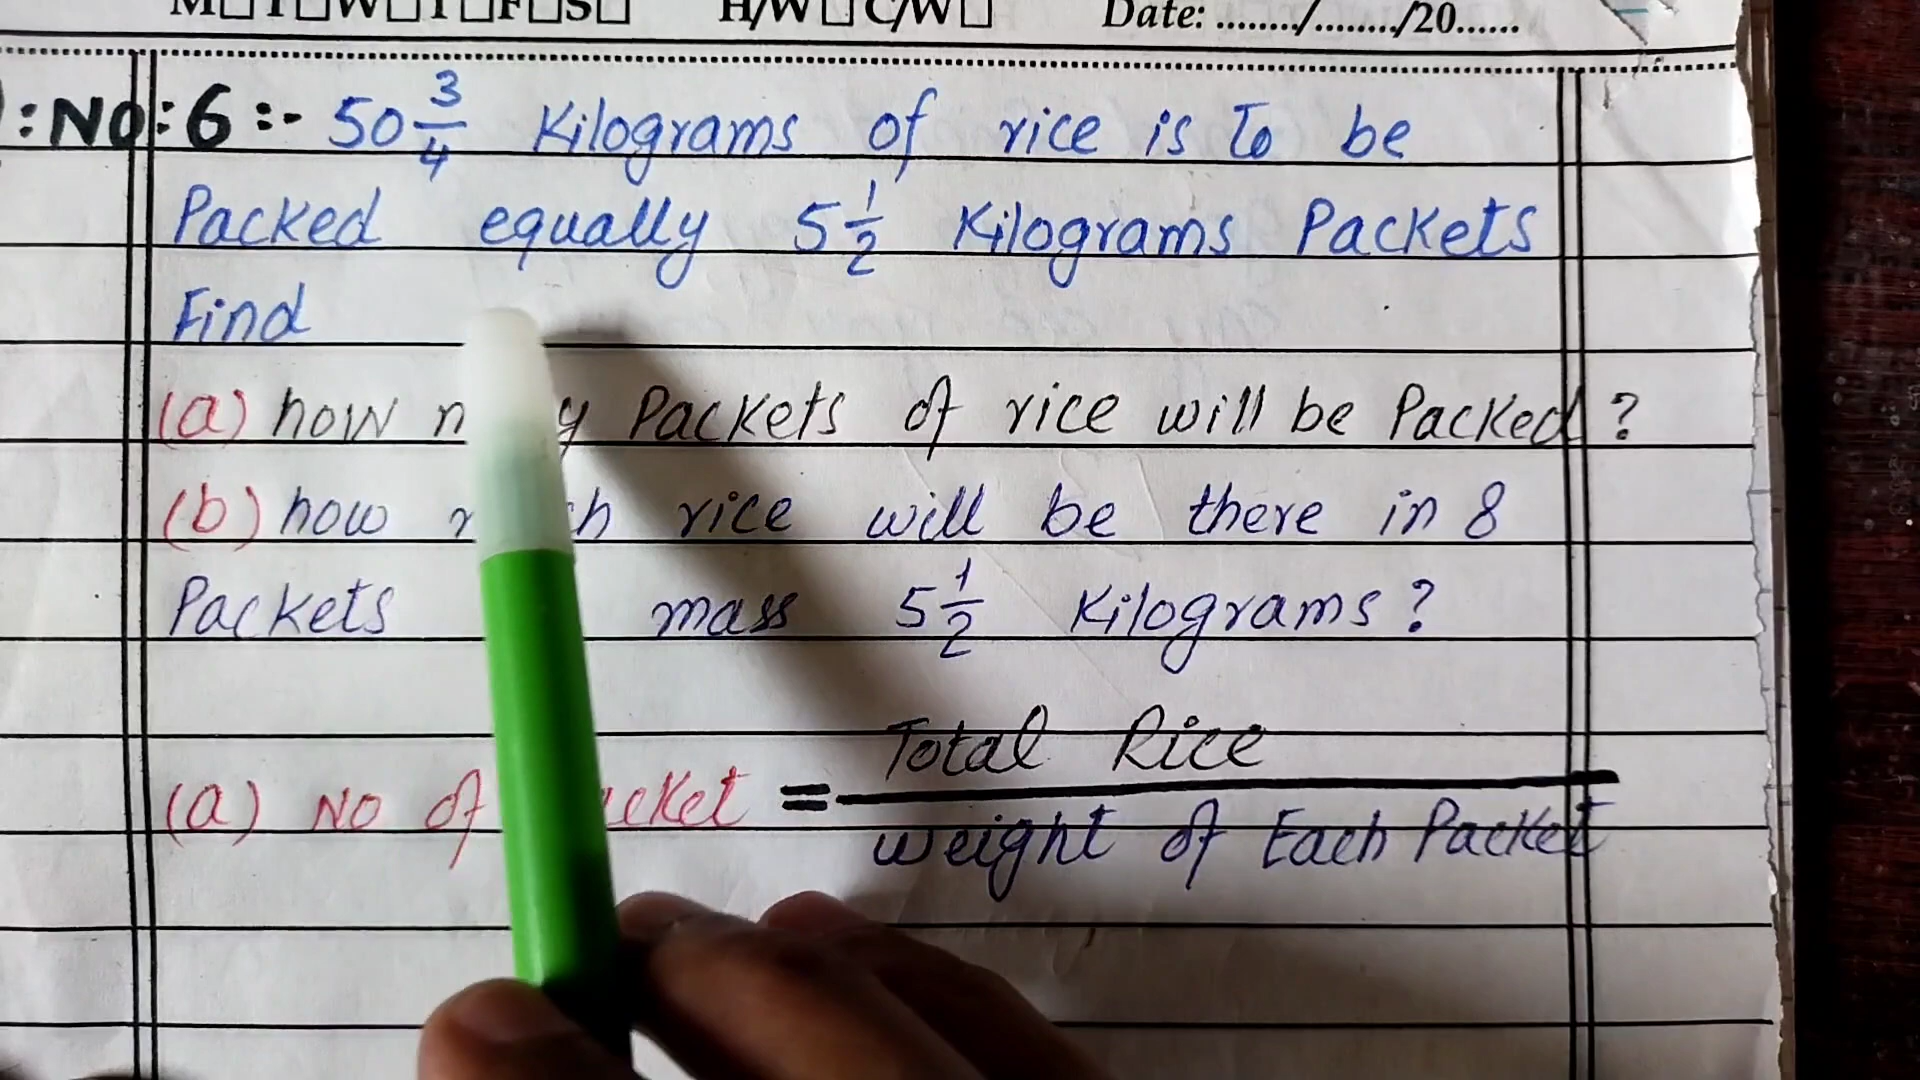 M□ T□ W□ T□ F□ S□ H/W□ C/W□ Date: ......../......../20......
:NO:6:- 50 3/4 Kilograms of rice is To be
Packed equally 5 1/2 Kilograms Packets
Find
(a) how Packets of rice will be Packed?
(b) how rice will be there in 8
Packets mass 5 1/2 Kilograms?
Total Rice
(a) NO of =
weight of Each Packet